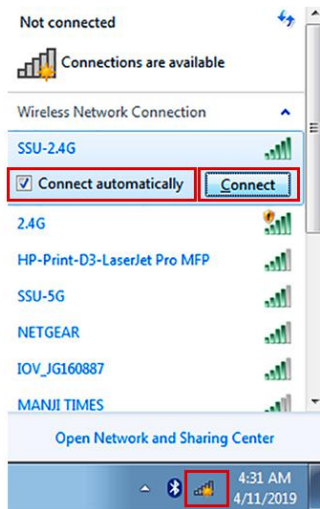 Not connected
Connections are available
Wireless Network Connection
SSU-2.4G
Connect automatically
Connect
2.4G
HP-Print-D3-LaserJet Pro MFP
SSU-5G
NETGEAR
IOV_JG160887
MANJI TIMES
Open Network and Sharing Center
4:31 AM
4/11/2019